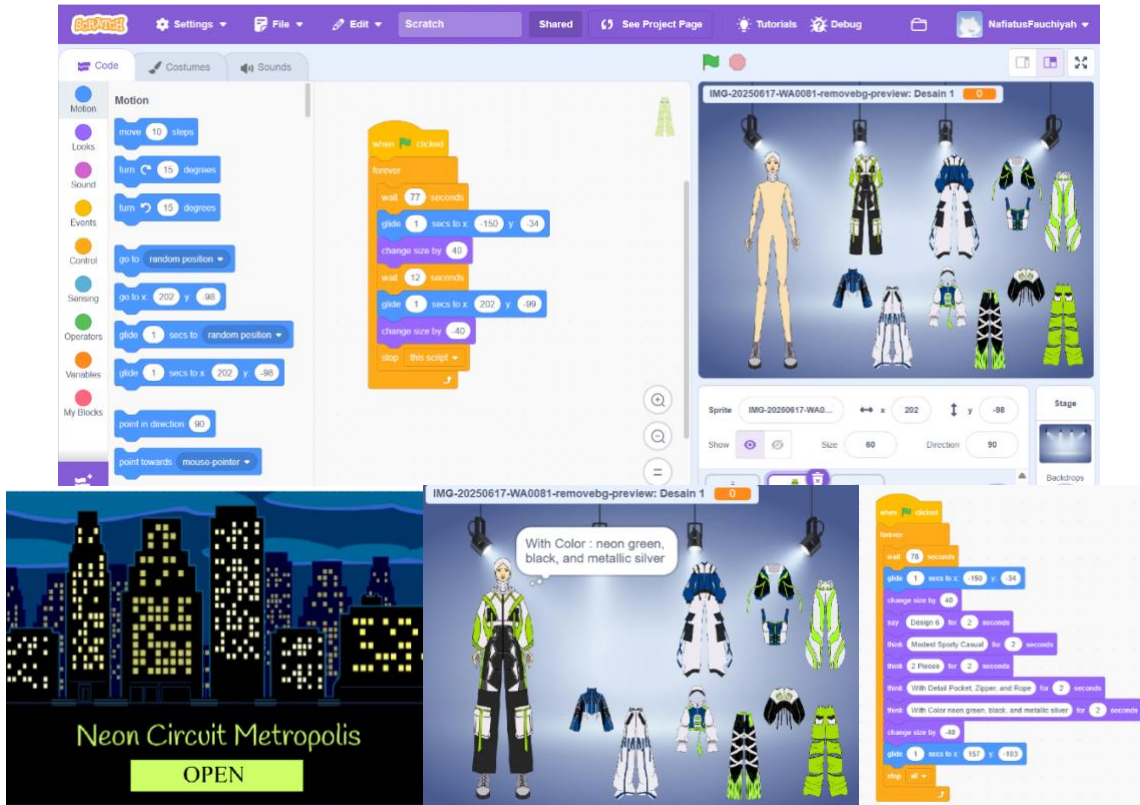 SCRATCH Settings File Edit Scratch Shared See Project Page Tutorials Debug NafiatusFauchiyah
Code Costumes Sounds
Motion
Looks
Sound
Events
Control
Sensing
Operators
Variables
My Blocks
Motion
move 10 steps
turn 15 degrees
turn 15 degrees
go to random position
go to x: 202 y: -98
glide 1 secs to random position
glide 1 secs to x: 202 y: -98
point in direction 90
point towards mouse-pointer
when clicked
forever
wait 77 seconds
glide 1 secs to x: -150 y: -34
change size by 40
wait 12 seconds
glide 1 secs to x: 202 y: -99
change size by -40
stop this script
IMG-20250617-WA0081-removebg-preview: Desain 1 0
Sprite IMG-20250617-WA0... x 202 y -98
Show Size 60 Direction 90
Stage
Backdrops
Neon Circuit Metropolis
OPEN
IMG-20250617-WA0081-removebg-preview: Desain 1 0
With Color : neon green,
black, and metallic silver
when clicked
forever
wait 78 seconds
glide 1 secs to x: -150 y: -34
change size by 40
say Design 6 for 2 seconds
think Modest Sporty Casual for 2 seconds
think 2 Pieces for 2 seconds
think With Detail Pocket, Zipper, and Rope for 2 seconds
think With Color neon green, black, and metallic silver for 2 seconds
change size by -40
glide 1 secs to x: 157 y: -103
stop all